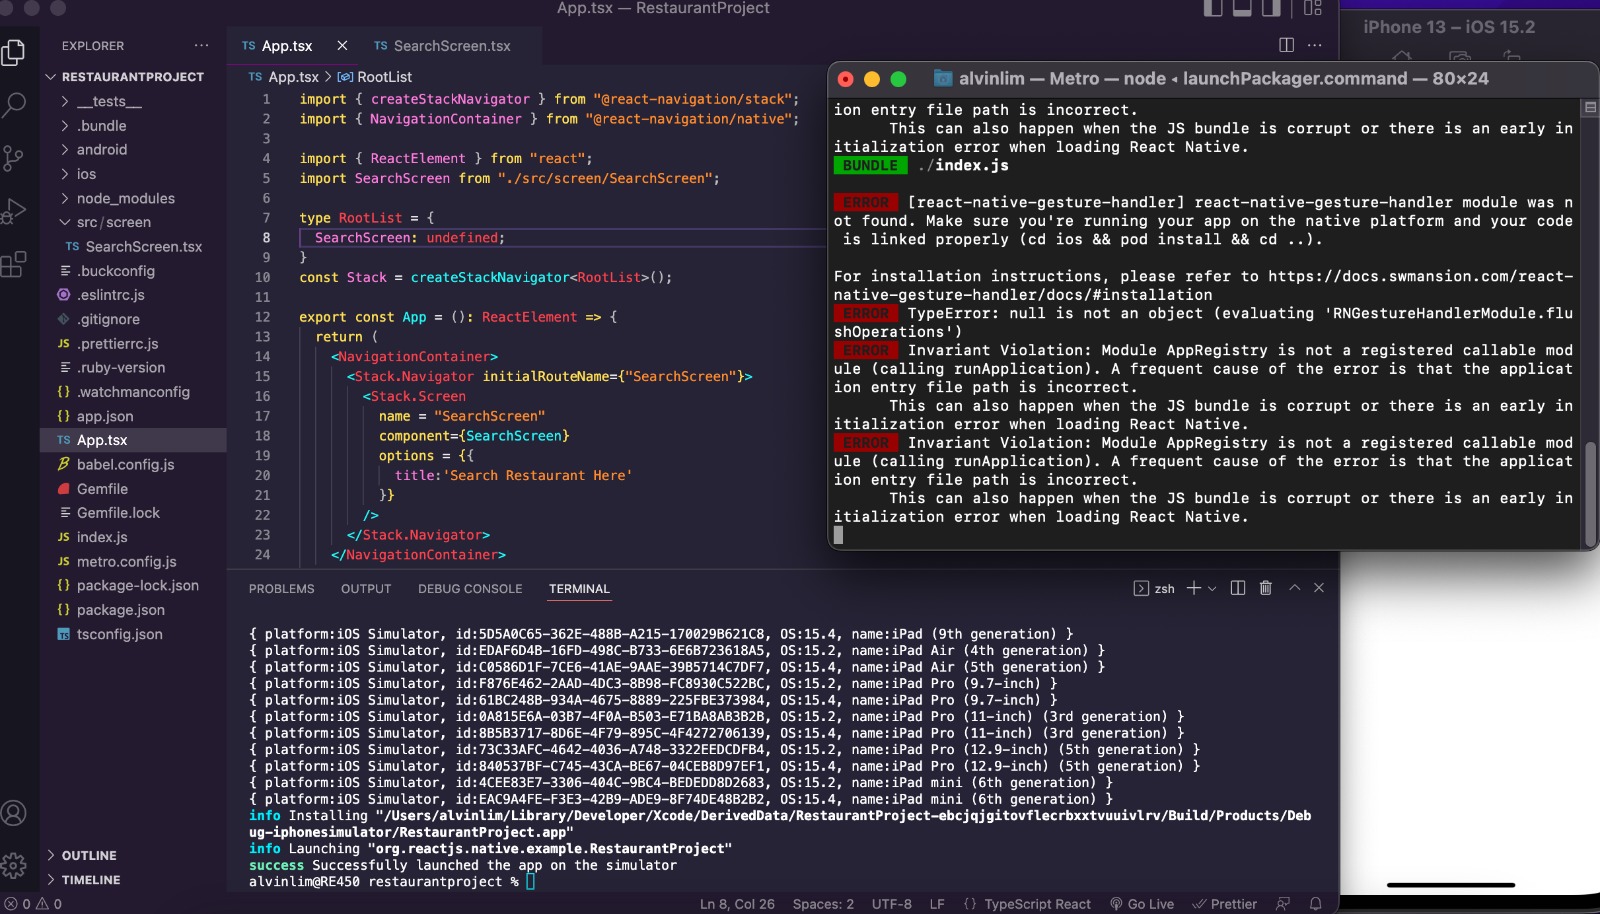 App.tsx — RestaurantProject
iPhone 13 – iOS 15.2
EXPLORER
RESTAURANTPROJECT
__tests__
.bundle
android
ios
node_modules
src/screen
TS SearchScreen.tsx
.buckconfig
.eslintrc.js
.gitignore
JS .prettierrc.js
.ruby-version
{} .watchmanconfig
{} app.json
TS App.tsx
babel.config.js
Gemfile
Gemfile.lock
JS index.js
JS metro.config.js
{} package-lock.json
{} package.json
TS tsconfig.json
OUTLINE
TIMELINE
TS App.tsx
TS SearchScreen.tsx
TS App.tsx > RootList
1 import { createStackNavigator } from "@react-navigation/stack";
2 import { NavigationContainer } from "@react-navigation/native";
3
4 import { ReactElement } from "react";
5 import SearchScreen from "./src/screen/SearchScreen";
6
7 type RootList = {
8 SearchScreen: undefined;
9 }
10 const Stack = createStackNavigator<RootList>();
11
12 export const App = (): ReactElement => {
13 return (
14 <NavigationContainer>
15 <Stack.Navigator initialRouteName={"SearchScreen"}>
16 <Stack.Screen
17 name = "SearchScreen"
18 component={SearchScreen}
19 options = {{
20 title:'Search Restaurant Here'
21 }}
22 />
23 </Stack.Navigator>
24 </NavigationContainer>
alvinlim — Metro — node ◂ launchPackager.command — 80×24
ion entry file path is incorrect.
This can also happen when the JS bundle is corrupt or there is an early in
itialization error when loading React Native.
BUNDLE ./index.js
ERROR [react-native-gesture-handler] react-native-gesture-handler module was n
ot found. Make sure you're running your app on the native platform and your code
is linked properly (cd ios && pod install && cd ..).
For installation instructions, please refer to https://docs.swmansion.com/react-
native-gesture-handler/docs/#installation
ERROR TypeError: null is not an object (evaluating 'RNGestureHandlerModule.flu
shOperations')
ERROR Invariant Violation: Module AppRegistry is not a registered callable mod
ule (calling runApplication). A frequent cause of the error is that the applicat
ion entry file path is incorrect.
This can also happen when the JS bundle is corrupt or there is an early in
itialization error when loading React Native.
ERROR Invariant Violation: Module AppRegistry is not a registered callable mod
ule (calling runApplication). A frequent cause of the error is that the applicat
ion entry file path is incorrect.
This can also happen when the JS bundle is corrupt or there is an early in
itialization error when loading React Native.
PROBLEMS OUTPUT DEBUG CONSOLE TERMINAL
zsh
{ platform:iOS Simulator, id:5D5A0C65-362E-488B-A215-170029B621C8, OS:15.4, name:iPad (9th generation) }
{ platform:iOS Simulator, id:EDAF6D4B-16FD-498C-B733-6E6B723618A5, OS:15.2, name:iPad Air (4th generation) }
{ platform:iOS Simulator, id:C0586D1F-7CE6-41AE-9AAE-39B5714C7DF7, OS:15.4, name:iPad Air (5th generation) }
{ platform:iOS Simulator, id:F876E462-2AAD-4DC3-8B98-FC8930C522BC, OS:15.2, name:iPad Pro (9.7-inch) }
{ platform:iOS Simulator, id:61BC248B-934A-4675-8889-225FBE373984, OS:15.4, name:iPad Pro (9.7-inch) }
{ platform:iOS Simulator, id:0A815E6A-03B7-4F0A-B503-E71BA8AB3B2B, OS:15.2, name:iPad Pro (11-inch) (3rd generation) }
{ platform:iOS Simulator, id:8B5B3717-8D6E-4F79-895C-4F4272706139, OS:15.4, name:iPad Pro (11-inch) (3rd generation) }
{ platform:iOS Simulator, id:73C33AFC-4642-4036-A748-3322EEDCDFB4, OS:15.2, name:iPad Pro (12.9-inch) (5th generation) }
{ platform:iOS Simulator, id:840537BF-C745-43CA-BE67-04CEB8D97EF1, OS:15.4, name:iPad Pro (12.9-inch) (5th generation) }
{ platform:iOS Simulator, id:4CEE83E7-3306-404C-9BC4-BEDEDD8D2683, OS:15.2, name:iPad mini (6th generation) }
{ platform:iOS Simulator, id:EAC9A4FE-F3E3-42B9-ADE9-8F74DE48B2B2, OS:15.4, name:iPad mini (6th generation) }
info Installing "/Users/alvinlim/Library/Developer/Xcode/DerivedData/RestaurantProject-ebcjqjgitovflecrbxxtvuuivlrv/Build/Products/Deb
ug-iphonesimulator/RestaurantProject.app"
info Launching "org.reactjs.native.example.RestaurantProject"
success Successfully launched the app on the simulator
alvinlim@RE450 restaurantproject %
0 0
Ln 8, Col 26 Spaces: 2 UTF-8 LF {} TypeScript React Go Live Prettier